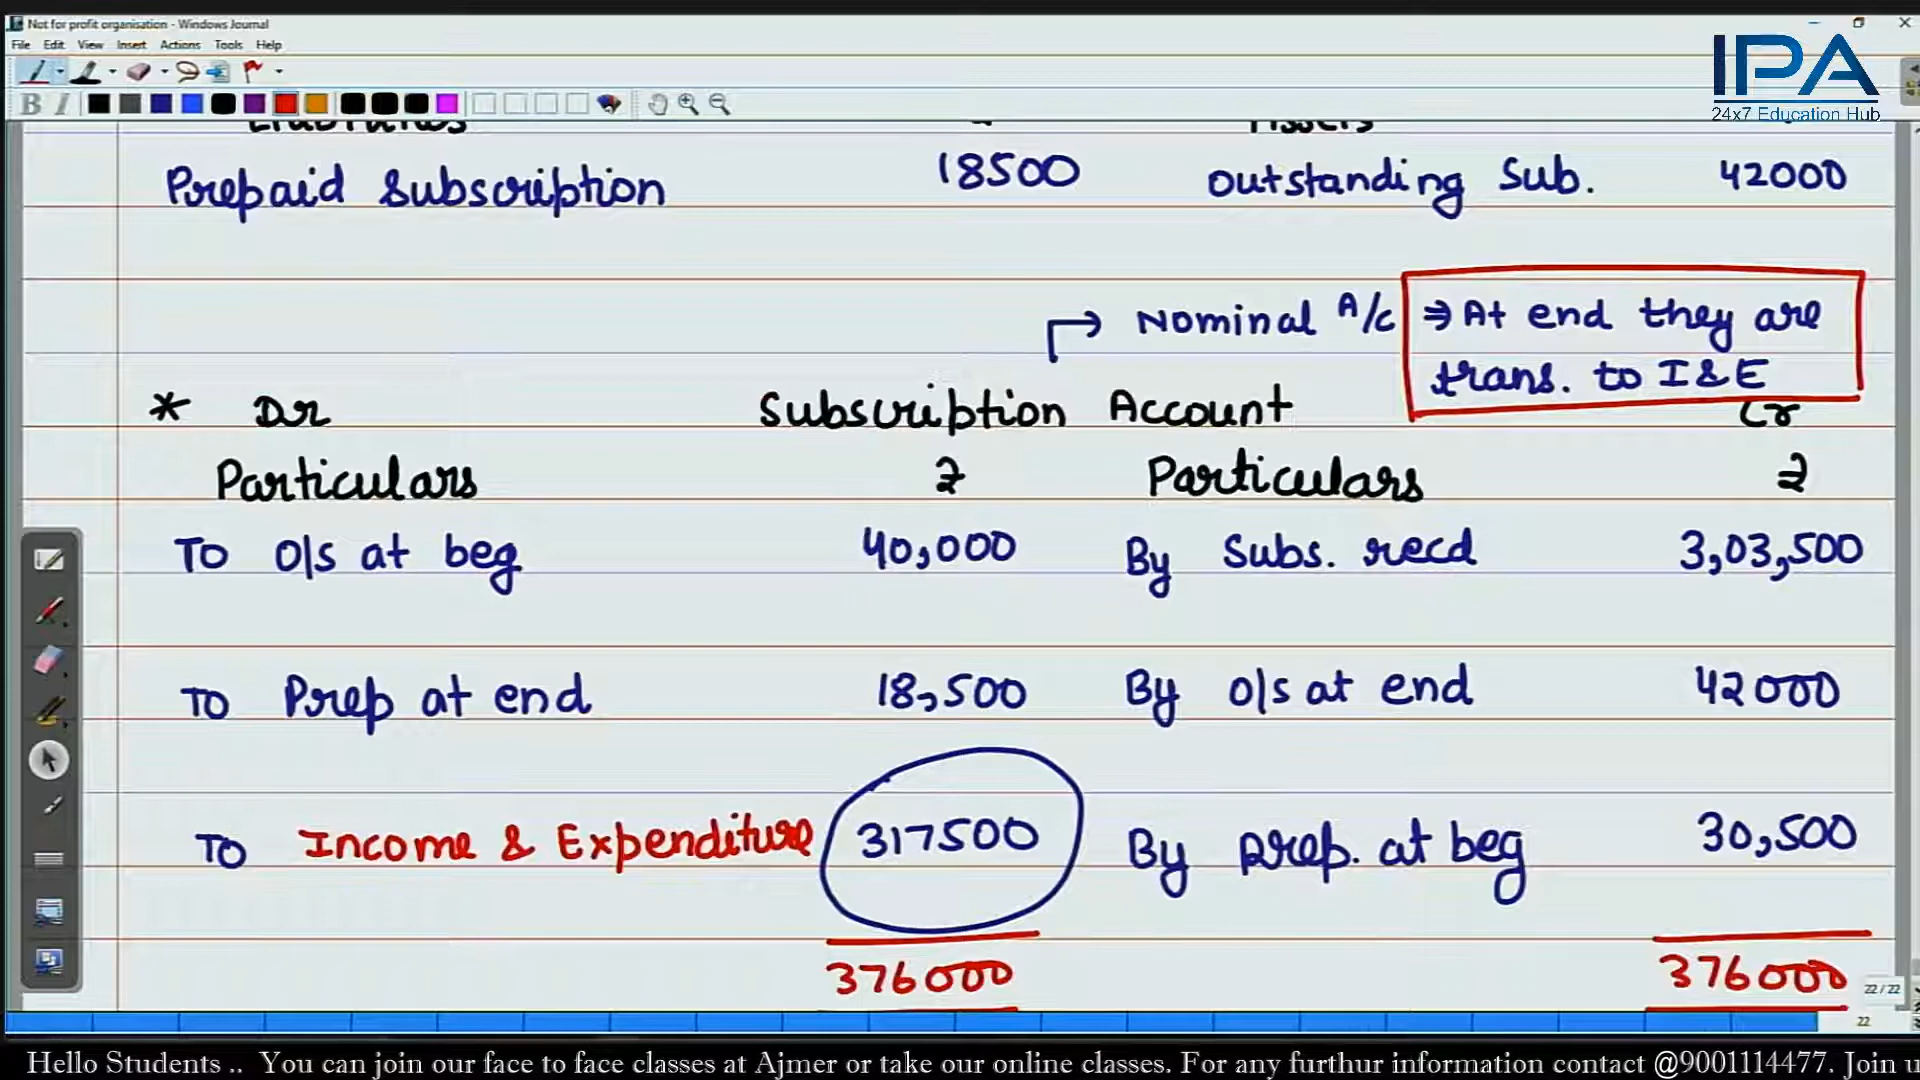 Not for profit organisation - Windows Journal
File Edit View Insert Actions Tools Help
IPA
24x7 Education Hub
B I
Liabilities ₹ Assets
Prepaid Subscription 18500 Outstanding Sub. 42000
→ Nominal A/c ⇒ At end they are
trans. to I & E
* Dr Subscription Account Cr
Particulars ₹ Particulars ₹
To O/s at beg 40,000 By Subs. recd 3,03,500
To Prep at end 18,500 By O/s at end 42000
To Income & Expenditure 317500 By Prep. at beg 30,500
376000 376000
22 / 22
22
Hello Students .. You can join our face to face classes at Ajmer or take our online classes. For any furthur information contact @9001114477. Join u